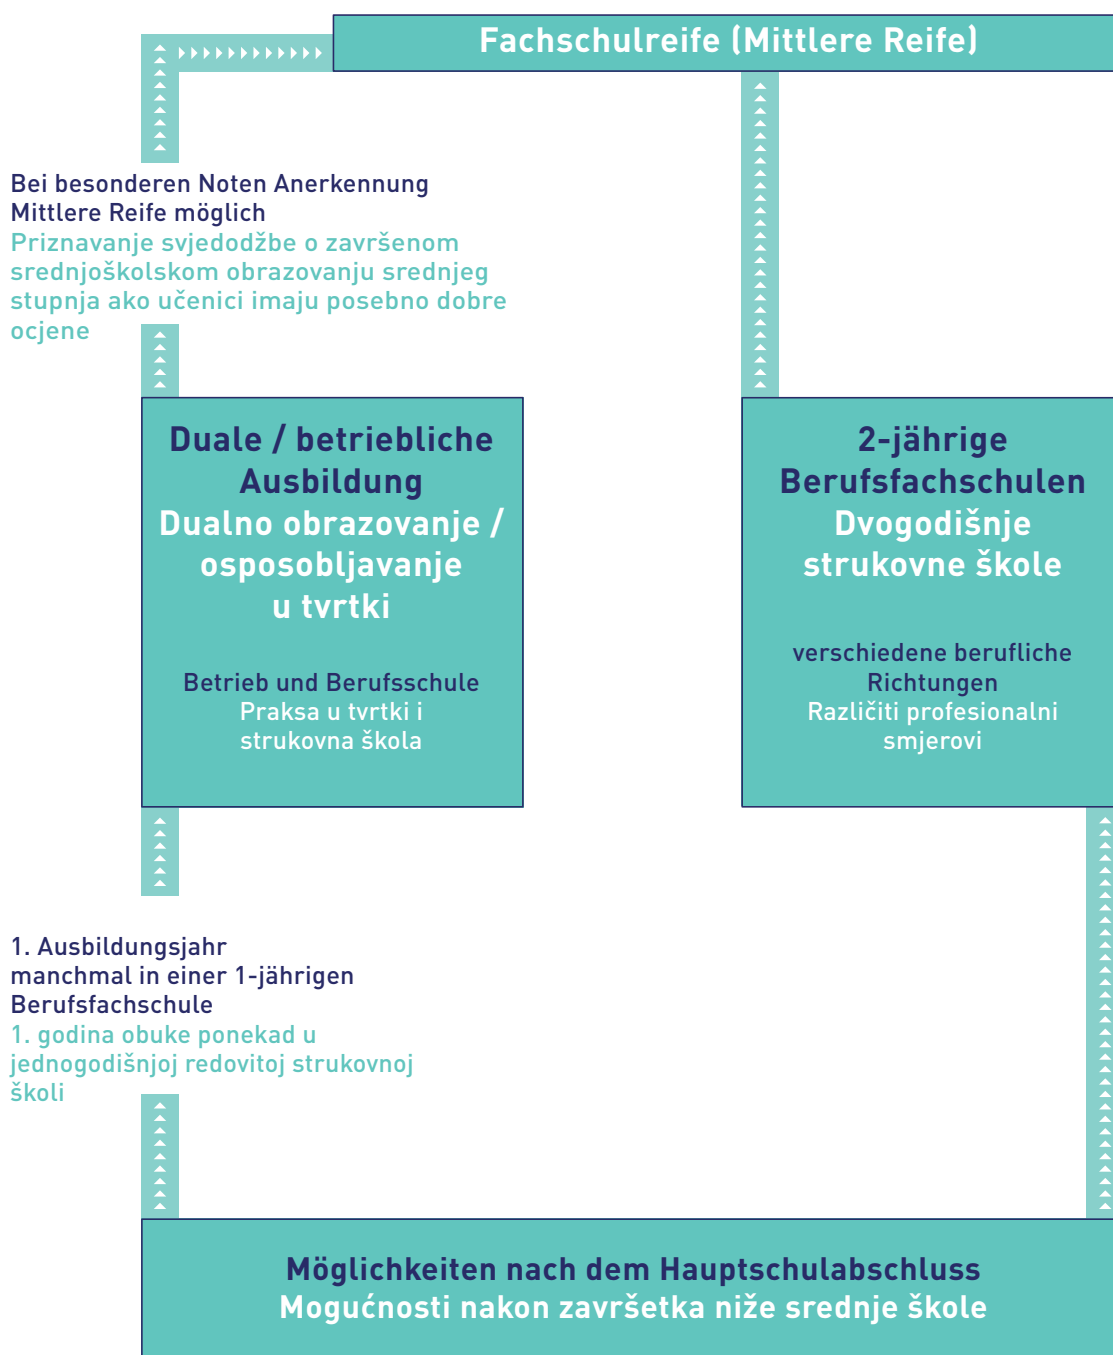 Fachschulreife (Mittlere Reife)
Bei besonderen Noten Anerkennung
Mittlere Reife möglich
Priznavanje svjedodžbe o završenom
srednjoškolskom obrazovanju srednjeg
stupnja ako učenici imaju posebno dobre
ocjene
Duale / betriebliche
Ausbildung
Dualno obrazovanje /
osposobljavanje
u tvrtki
Betrieb und Berufsschule
Praksa u tvrtki i
strukovna škola
2-jährige
Berufsfachschulen
Dvogodišnje
strukovne škole
verschiedene berufliche
Richtungen
Različiti profesionalni
smjerovi
1. Ausbildungsjahr
manchmal in einer 1-jährigen
Berufsfachschule
1. godina obuke ponekad u
jednogodišnjoj redovitoj strukovnoj
školi
Möglichkeiten nach dem Hauptschulabschluss
Mogućnosti nakon završetka niže srednje škole